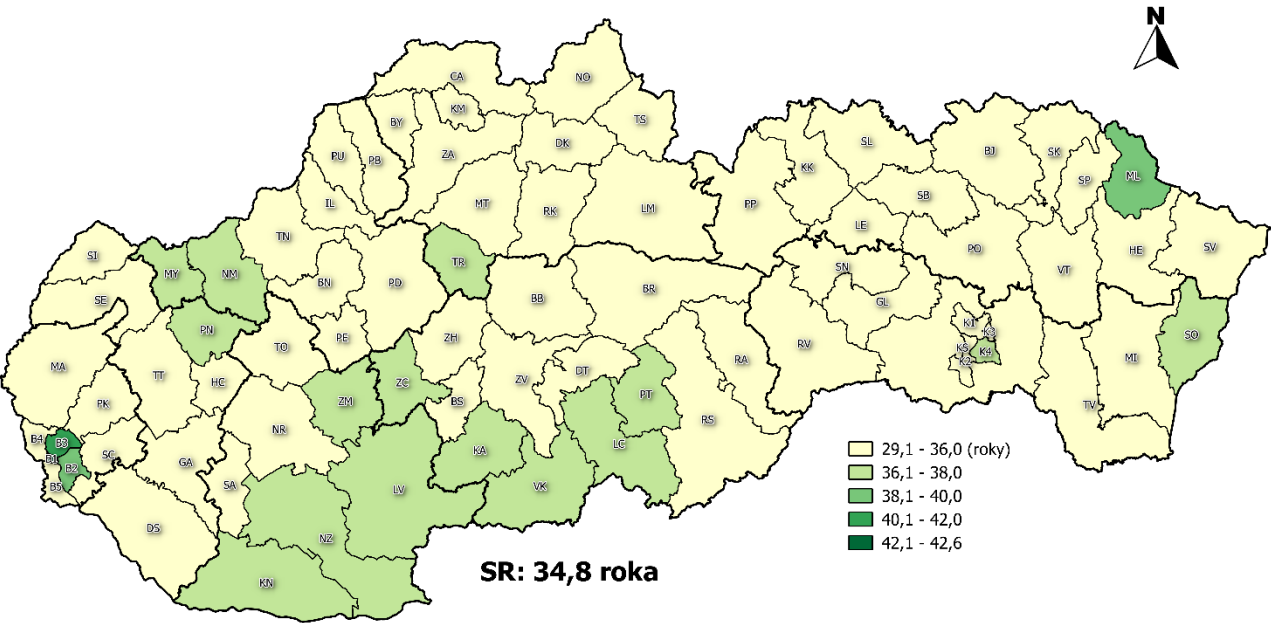 N
CA
NO
KM
BY
TS
DK
PU
PB
ZA
SL
BJ
SK
KK
SP
ML
IL
MT
RK
LM
PP
SB
LE
TN
PO
HE
SV
SI
MY
NM
TR
SN
VT
BN
PD
BB
BR
GL
SE
PN
SO
K1
K3
PE
ZH
TO
RV
K5
K4
K2
MA
TT
HC
ZC
ZV
DT
RA
MI
PK
ZM
BS
PT
TV
B4
B3
NR
RS
B1
B2
SC
GA
KA
LC
B5
SA
LV
VK
DS
NZ
KN
29,1 - 36,0 (roky)
36,1 - 38,0
38,1 - 40,0
40,1 - 42,0
42,1 - 42,6
SR: 34,8 roka